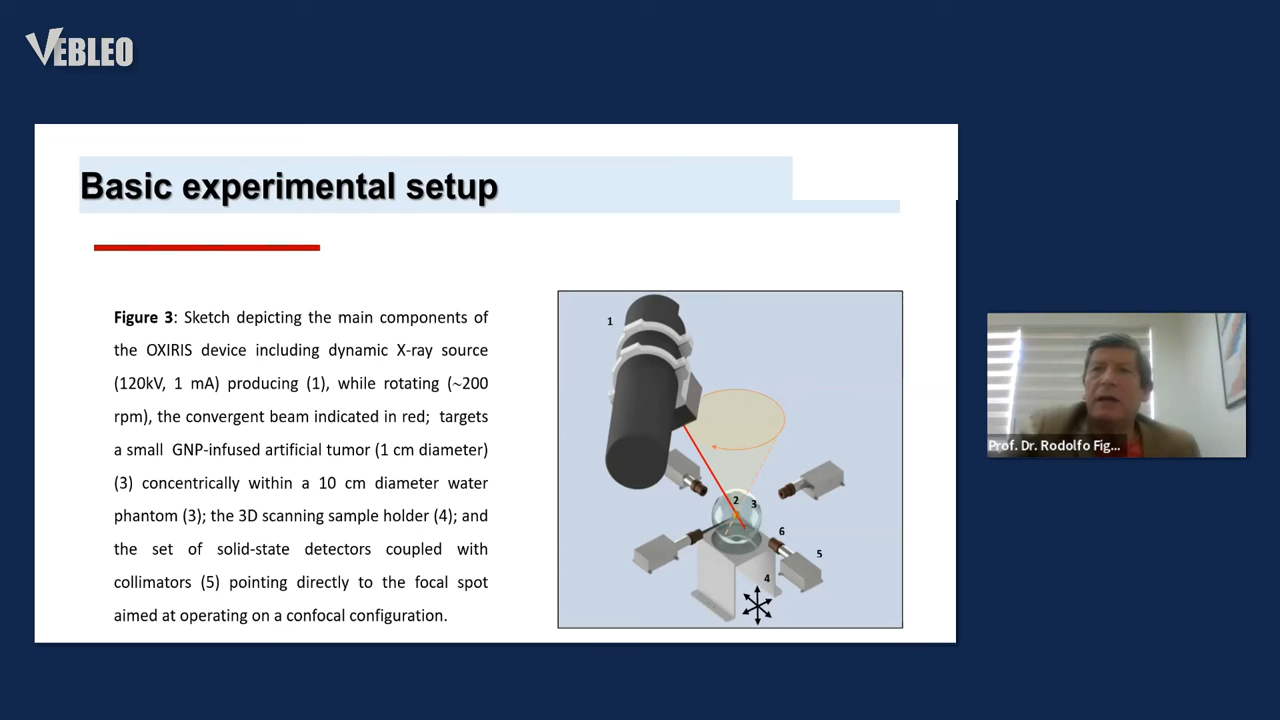 VEBLEO
Basic experimental setup
Figure 3: Sketch depicting the main components of
the OXIRIS device including dynamic X-ray source
(120kV, 1 mA) producing (1), while rotating (~200
rpm), the convergent beam indicated in red; targets
a small GNP-infused artificial tumor (1 cm diameter)
(3) concentrically within a 10 cm diameter water
phantom (3); the 3D scanning sample holder (4); and
the set of solid-state detectors coupled with
collimators (5) pointing directly to the focal spot
aimed at operating on a confocal configuration.
1
2
3
6
5
4
Prof. Dr. Rodolfo Fig...